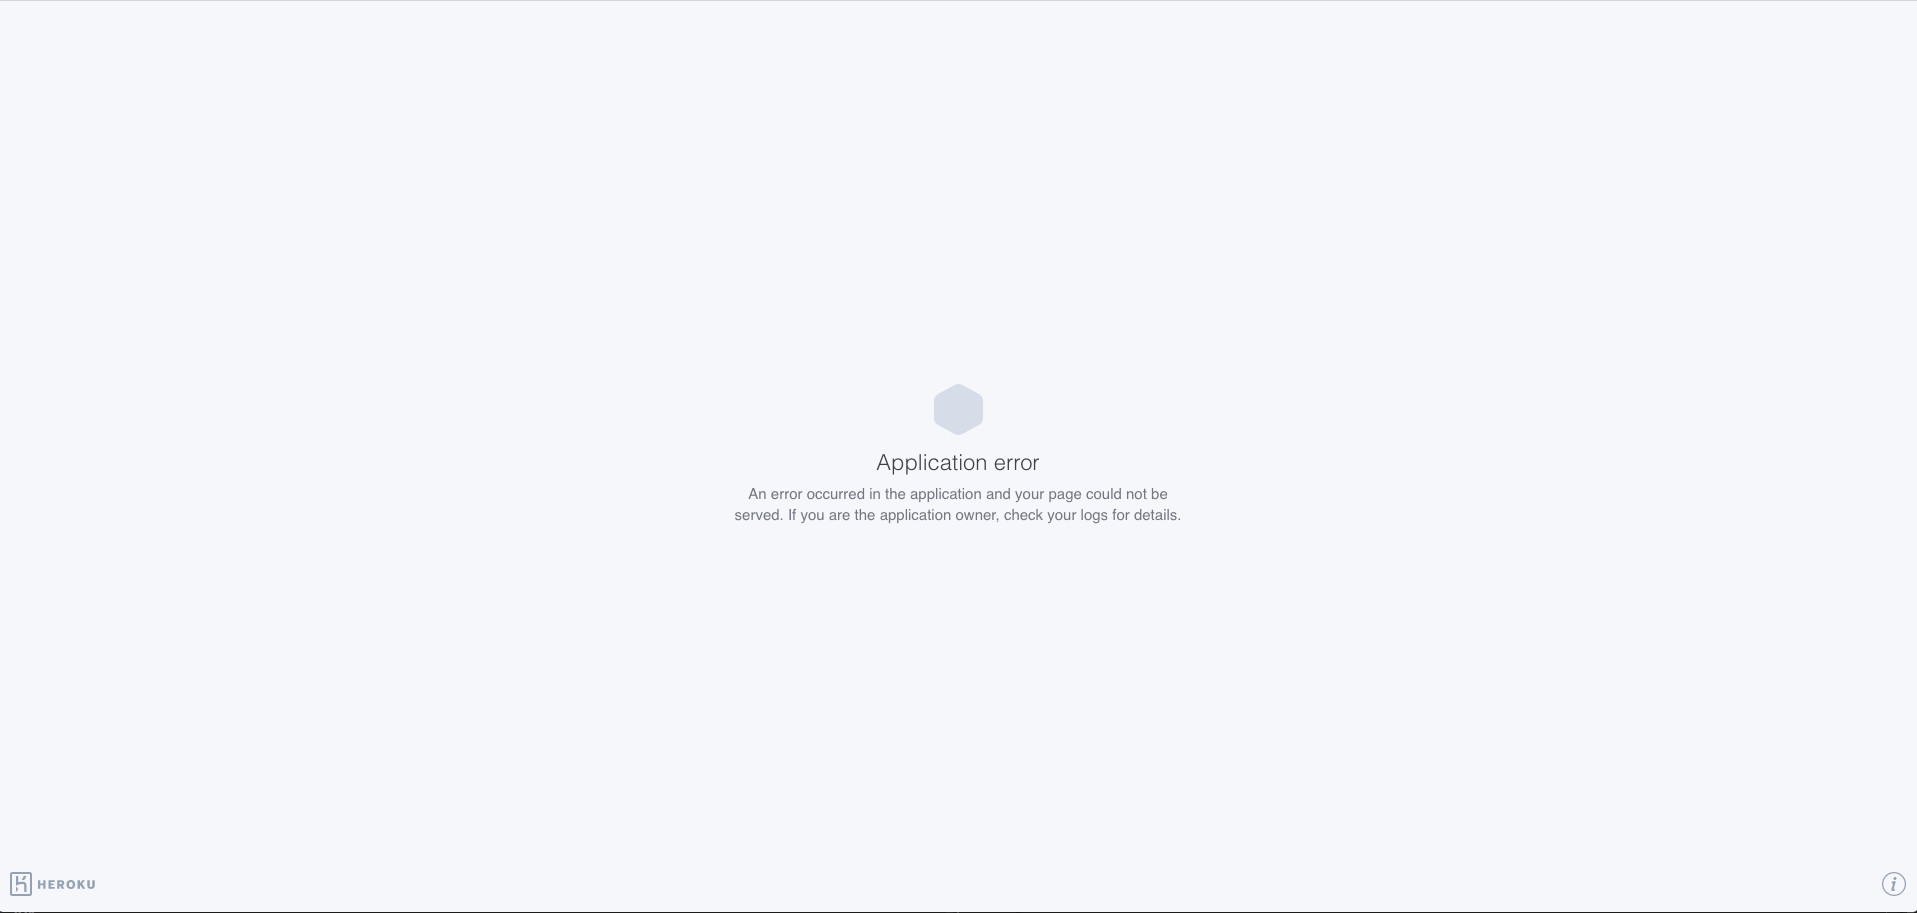 Application error
An error occurred in the application and your page could not be
served. If you are the application owner, check your logs for details.
HEROKU
i